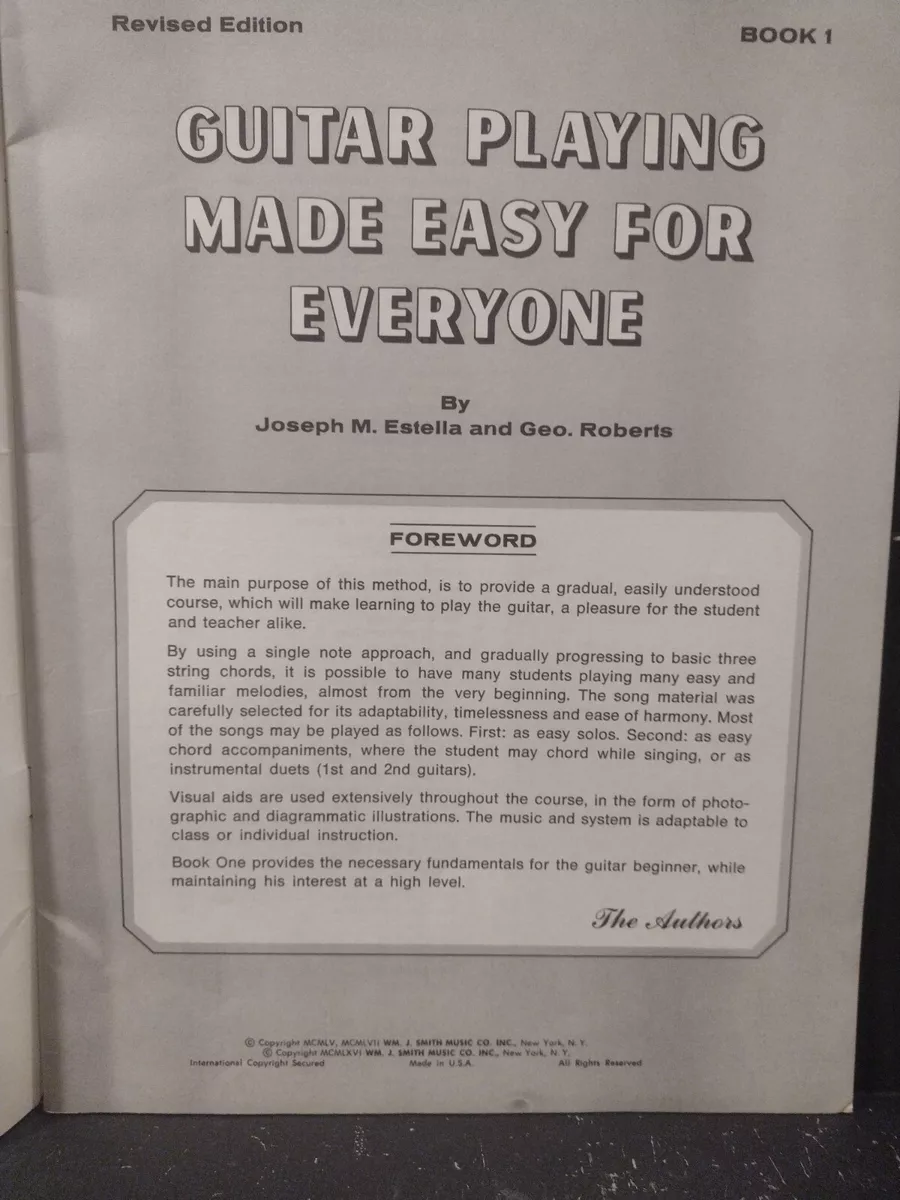 Revised Edition
BOOK 1
GUITAR PLAYING
MADE EASY FOR
EVERYONE
By
Joseph M. Estella and Geo. Roberts
FOREWORD
The main purpose of this method, is to provide a gradual, easily understood
course, which will make learning to play the guitar, a pleasure for the student
and teacher alike.
By using a single note approach, and gradually progressing to basic three
string chords, it is possible to have many students playing many easy and
familiar melodies, almost from the very beginning. The song material was
carefully selected for its adaptability, timelessness and ease of harmony. Most
of the songs may be played as follows. First: as easy solos. Second: as easy
chord accompaniments, where the student may chord while singing, or as
instrumental duets (1st and 2nd guitars).
Visual aids are used extensively throughout the course, in the form of photo-
graphic and diagrammatic illustrations. The music and system is adaptable to
class or individual instruction.
Book One provides the necessary fundamentals for the guitar beginner, while
maintaining his interest at a high level.
The Authors
© Copyright MCMLV, MCMLVII WM. J. SMITH MUSIC CO. INC., New York, N. Y.
© Copyright MCMLXVI WM. J. SMITH MUSIC CO. INC., New York, N. Y.
International Copyright Secured Made in U.S.A. All Rights Reserved